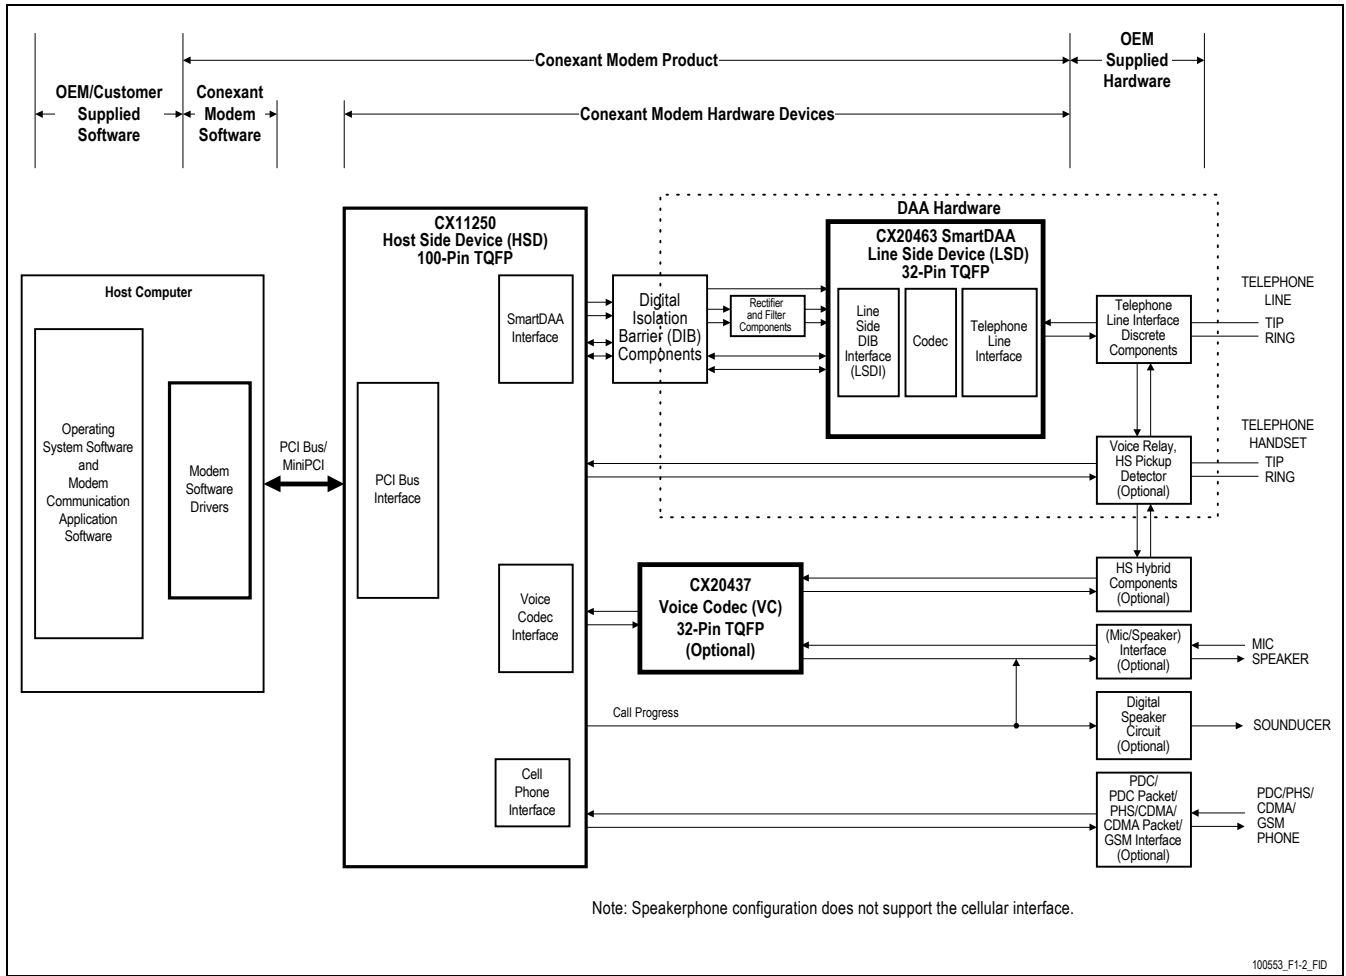 Conexant Modem Product
OEM
Supplied
Hardware
OEM/Customer
Supplied
Software
Conexant
Modem
Software
Conexant Modem Hardware Devices
DAA Hardware
CX11250
Host Side Device (HSD)
100-Pin TQFP
CX20463 SmartDAA
Line Side Device (LSD)
32-Pin TQFP
Host Computer
Operating
System Software
and
Modem
Communication
Application
Software
Modem
Software
Drivers
PCI Bus/
MiniPCI
PCI Bus
Interface
SmartDAA
Interface
Digital
Isolation
Barrier (DIB)
Components
Rectifier
and Filter
Components
Line
Side
DIB
Interface
(LSDI)
Codec
Telephone
Line
Interface
Telephone
Line Interface
Discrete
Components
TELEPHONE
LINE
TIP
RING
Voice Relay,
HS Pickup
Detector
(Optional)
TELEPHONE
HANDSET
TIP
RING
Voice
Codec
Interface
CX20437
Voice Codec (VC)
32-Pin TQFP
(Optional)
HS Hybrid
Components
(Optional)
(Mic/Speaker)
Interface
(Optional)
MIC
SPEAKER
Call Progress
Digital
Speaker
Circuit
(Optional)
SOUNDUCER
Cell
Phone
Interface
PDC/
PDC Packet/
PHS/CDMA/
CDMA Packet/
GSM Interface
(Optional)
PDC/PHS/
CDMA/
GSM
PHONE
Note: Speakerphone configuration does not support the cellular interface.
100553_F1-2_FID